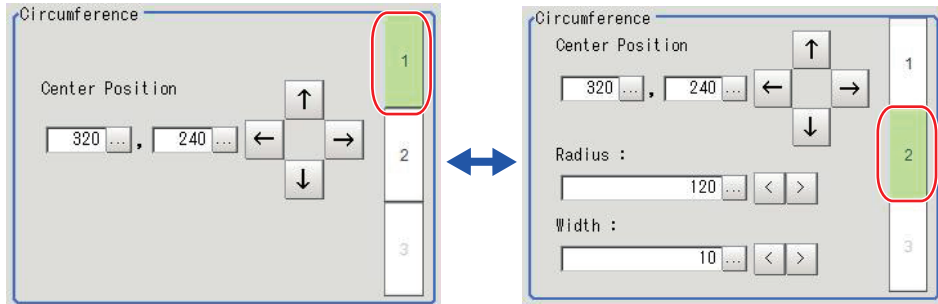 Circumference
Center Position
320 ... , 240 ...
1
2
3
Circumference
Center Position
320 ... , 240 ...
Radius :
120 ... < >
Width :
10 ... < >
1
2
3